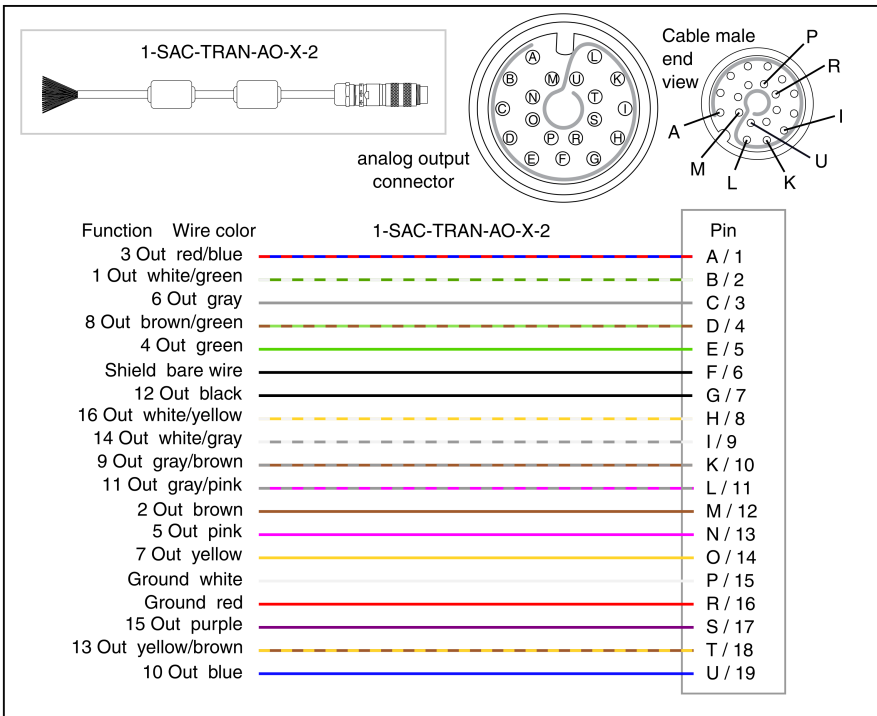 1-SAC-TRAN-AO-X-2
analog output
connector
A
B
C
D
E
F
G
H
I
K
L
M
N
O
P
R
S
T
U
Cable male
end
view
P
R
I
U
K
L
M
A
Function Wire color 1-SAC-TRAN-AO-X-2 Pin
3 Out red/blue A / 1
1 Out white/green B / 2
6 Out gray C / 3
8 Out brown/green D / 4
4 Out green E / 5
Shield bare wire F / 6
12 Out black G / 7
16 Out white/yellow H / 8
14 Out white/gray I / 9
9 Out gray/brown K / 10
11 Out gray/pink L / 11
2 Out brown M / 12
5 Out pink N / 13
7 Out yellow O / 14
Ground white P / 15
Ground red R / 16
15 Out purple S / 17
13 Out yellow/brown T / 18
10 Out blue U / 19